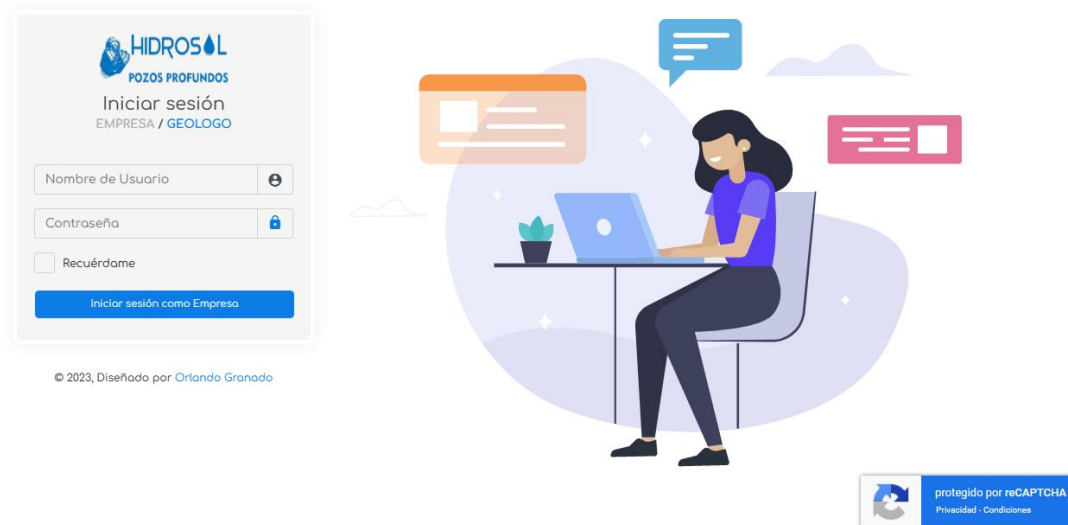 HIDROSOL
POZOS PROFUNDOS
Iniciar sesión
EMPRESA / GEOLOGO
Nombre de Usuario
Contraseña
Recuérdame
Iniciar sesión como Empresa
© 2023, Diseñado por Orlando Granado
protegido por reCAPTCHA
Privacidad - Condiciones